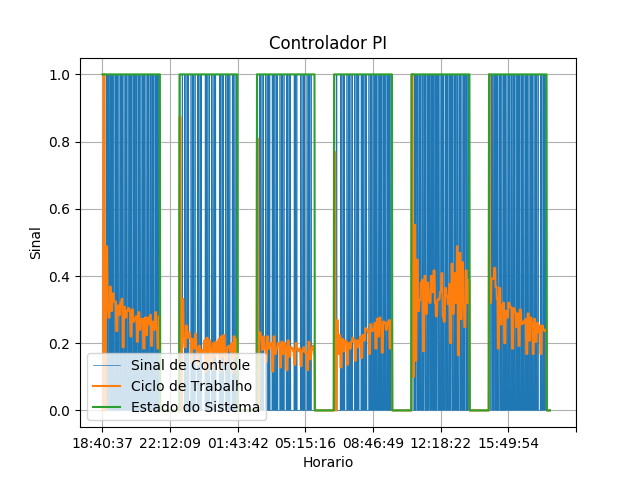 Controlador PI
1.0
0.8
0.6
0.4
0.2
0.0
Sinal
Sinal de Controle
Ciclo de Trabalho
Estado do Sistema
18:40:37 22:12:09 01:43:42 05:15:16 08:46:49 12:18:22 15:49:54
Horario